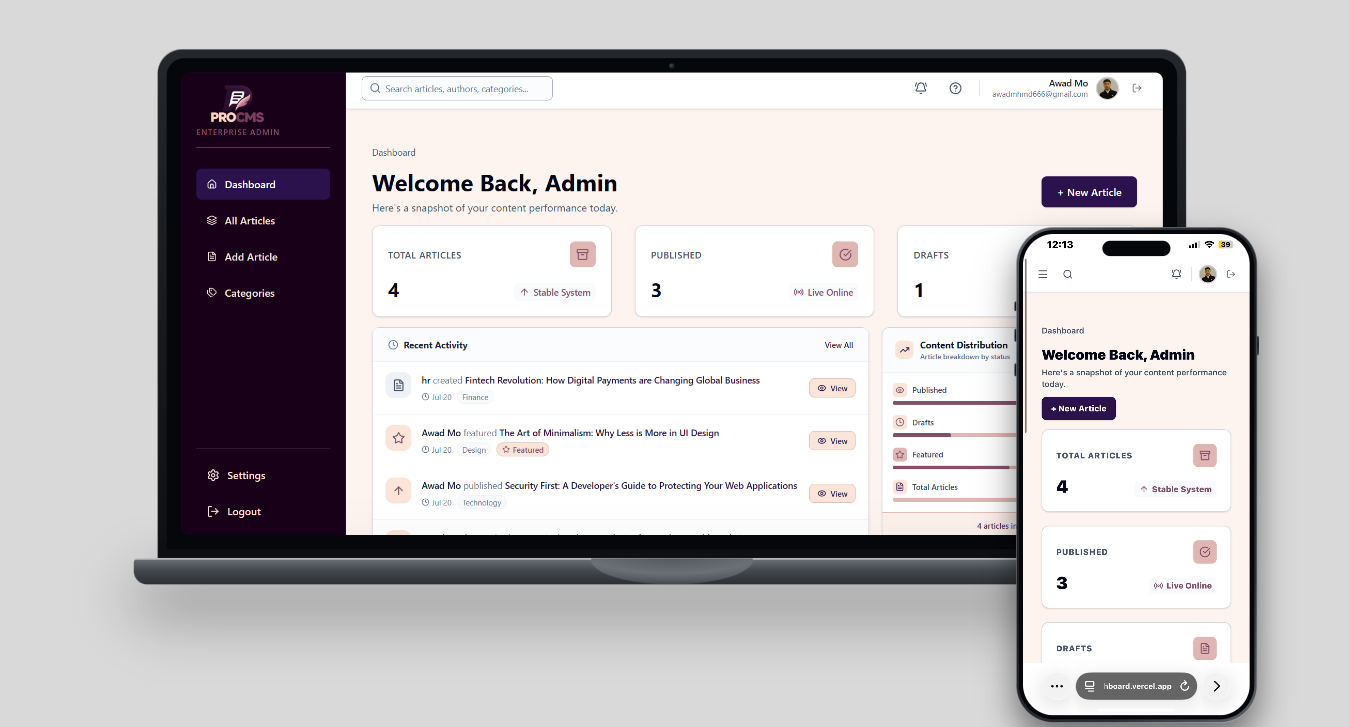 PROCMS
ENTERPRISE ADMIN
Dashboard
All Articles
Add Article
Categories
Settings
Logout
Search articles, authors, categories...
Awad Mo
awadmhmd666@gmail.com
Dashboard
Welcome Back, Admin
Here's a snapshot of your content performance today.
+ New Article
TOTAL ARTICLES
4
Stable System
PUBLISHED
3
Live Online
DRAFTS
1
Recent Activity
View All
hr created Fintech Revolution: How Digital Payments are Changing Global Business
Jul 20 Finance
View
Awad Mo featured The Art of Minimalism: Why Less is More in UI Design
Jul 20 Design Featured
View
Awad Mo published Security First: A Developer's Guide to Protecting Your Web Applications
Jul 20 Technology
View
Content Distribution
Article breakdown by status
Published
Drafts
Featured
Total Articles
4 articles in
12:13
39
Dashboard
Welcome Back, Admin
Here's a snapshot of your content performance
today.
+ New Article
TOTAL ARTICLES
4
Stable System
PUBLISHED
3
Live Online
DRAFTS
hboard.vercel.app